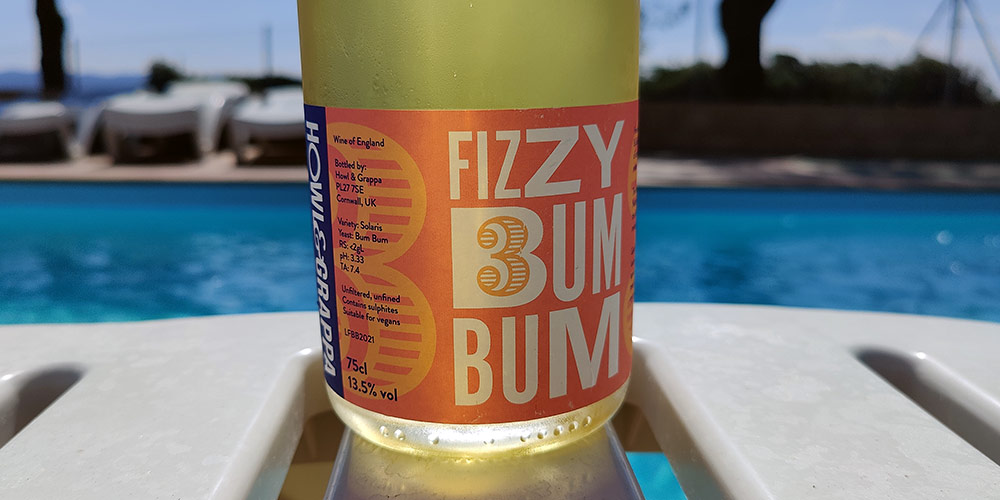 HOWL & GRAPPA
Wine of England
Bottled by:
Howl & Grappa
PL27 7SE
Cornwall, UK
Variety: Solaris
Yeast: Bum Bum
RS: <2gL
pH: 3.33
TA: 7.4
Unfiltered, unfined
Contains sulphites
Suitable for vegans
LFBB2021
75cl
13.5% vol
FIZZY
BUM
3
BUM